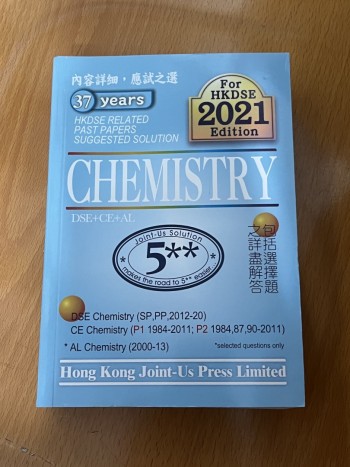 內容詳細，應試之選
37 years
HKDSE RELATED
PAST PAPERS
SUGGESTED SOLUTION
For
HKDSE
2021
Edition
CHEMISTRY
DSE+CE+AL
Joint-Us Solution
5**
makes the road to 5** easier
包括選擇題
之詳盡解答
DSE Chemistry (SP,PP,2012-20)
CE Chemistry (P1 1984-2011; P2 1984,87,90-2011)
* AL Chemistry (2000-13)
*selected questions only
Hong Kong Joint-Us Press Limited